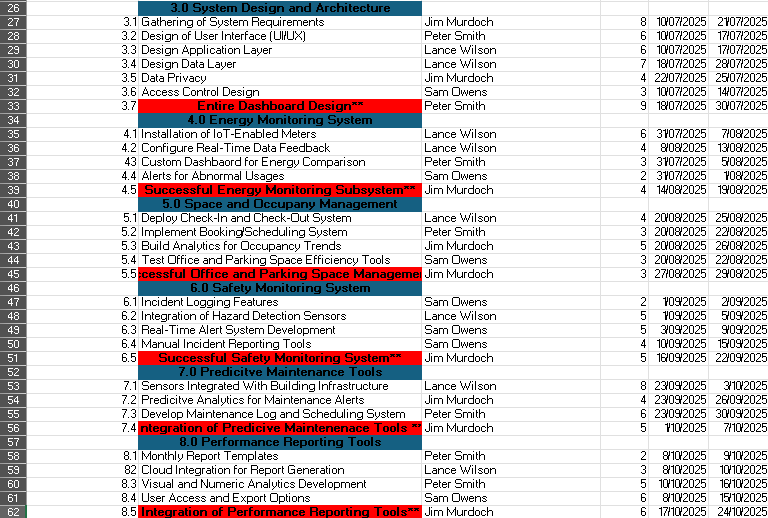 26 3.0 System Design and Architecture
27 3.1 Gathering of System Requirements Jim Murdoch 8 10/07/2025 21/07/2025
28 3.2 Design of User Interface (UI/UX) Peter Smith 6 10/07/2025 17/07/2025
29 3.3 Design Application Layer Lance Wilson 6 10/07/2025 17/07/2025
30 3.4 Design Data Layer Lance Wilson 7 18/07/2025 28/07/2025
31 3.5 Data Privacy Jim Murdoch 4 22/07/2025 25/07/2025
32 3.6 Access Control Design Sam Owens 3 10/07/2025 14/07/2025
33 3.7 Entire Dashboard Design** Peter Smith 9 18/07/2025 30/07/2025
34 4.0 Energy Monitoring System
35 4.1 Installation of IoT-Enabled Meters Lance Wilson 6 31/07/2025 7/08/2025
36 4.2 Configure Real-Time Data Feedback Lance Wilson 4 8/08/2025 13/08/2025
37 43 Custom Dashbaord for Energy Comparison Peter Smith 3 31/07/2025 5/08/2025
38 4.4 Alerts for Abnormal Usages Sam Owens 2 31/07/2025 1/08/2025
39 4.5 Successful Energy Monitoring Subsystem** Jim Murdoch 4 14/08/2025 19/08/2025
40 5.0 Space and Occupany Management
41 5.1 Deploy Check-In and Check-Out System Lance Wilson 4 20/08/2025 25/08/2025
42 5.2 Implement Booking/Scheduling System Peter Smith 3 20/08/2025 22/08/2025
43 5.3 Build Analytics for Occupancy Trends Jim Murdoch 5 20/08/2025 26/08/2025
44 5.4 Test Office and Parking Space Efficiency Tools Sam Owens 3 20/08/2025 22/08/2025
45 5.5 cessful Office and Parking Space Manageme Jim Murdoch 3 27/08/2025 29/08/2025
46 6.0 Safety Monitoring System
47 6.1 Incident Logging Features Sam Owens 2 1/09/2025 2/09/2025
48 6.2 Integration of Hazard Detection Sensors Lance Wilson 5 1/09/2025 5/09/2025
49 6.3 Real-Time Alert System Development Sam Owens 5 3/09/2025 9/09/2025
50 6.4 Manual Incident Reporting Tools Sam Owens 4 10/09/2025 15/09/2025
51 6.5 Successful Safety Monitoring System** Jim Murdoch 5 16/09/2025 22/09/2025
52 7.0 Predicitve Maintenance Tools
53 7.1 Sensors Integrated With Building Infrastructure Lance Wilson 8 23/09/2025 3/10/2025
54 7.2 Predicitve Analytics for Maintenance Alerts Jim Murdoch 4 23/09/2025 26/09/2025
55 7.3 Develop Maintenance Log and Scheduling System Peter Smith 6 23/09/2025 30/09/2025
56 7.4 ntegration of Predicive Maintenenace Tools ** Jim Murdoch 5 1/10/2025 7/10/2025
57 8.0 Performance Reporting Tools
58 8.1 Monthly Report Templates Peter Smith 2 8/10/2025 9/10/2025
59 82 Cloud Integration for Report Generation Lance Wilson 3 8/10/2025 10/10/2025
60 8.3 Visual and Numeric Analytics Development Peter Smith 5 10/10/2025 16/10/2025
61 8.4 User Access and Export Options Sam Owens 6 8/10/2025 15/10/2025
62 8.5 Integration of Performance Reporting Tools** Jim Murdoch 6 17/10/2025 24/10/2025